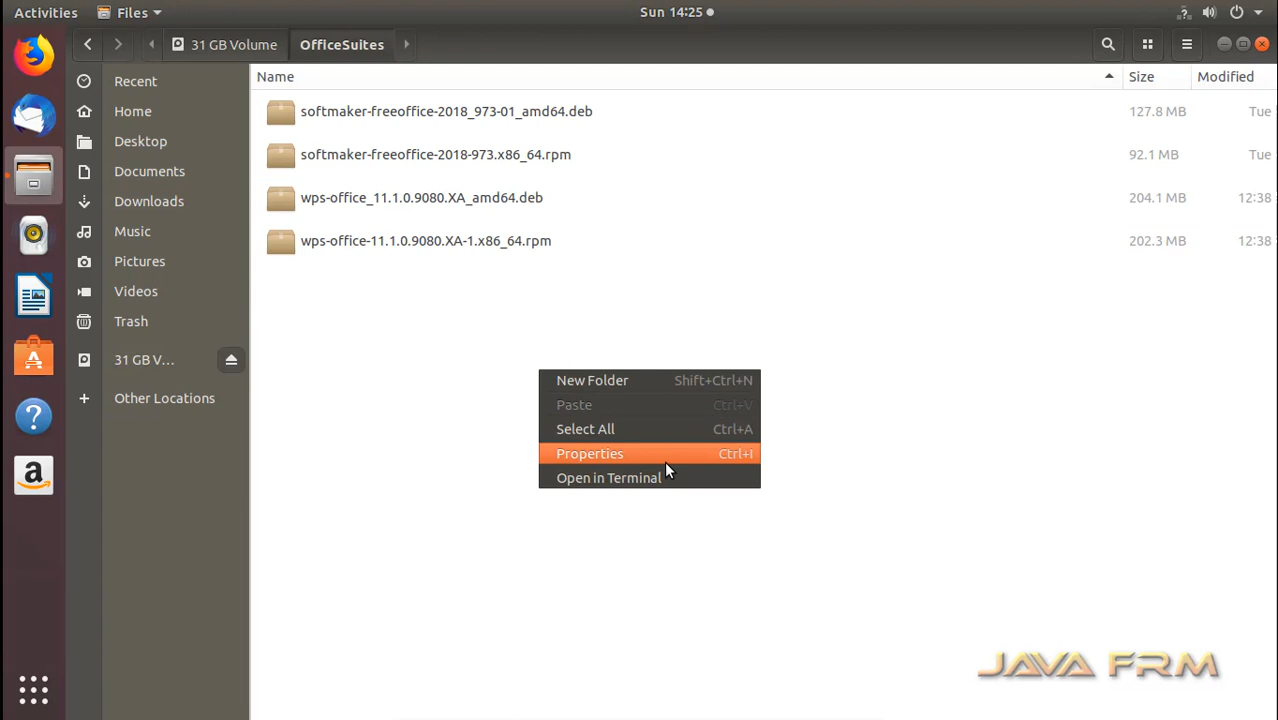 Activities Files Sun 14:25
31 GB Volume OfficeSuites
Name Size Modified
Recent
Home
Desktop
Documents
Downloads
Music
Pictures
Videos
Trash
31 GB V...
Other Locations
softmaker-freeoffice-2018_973-01_amd64.deb 127.8 MB Tue
softmaker-freeoffice-2018-973.x86_64.rpm 92.1 MB Tue
wps-office_11.1.0.9080.XA_amd64.deb 204.1 MB 12:38
wps-office-11.1.0.9080.XA-1.x86_64.rpm 202.3 MB 12:38
New Folder Shift+Ctrl+N
Paste Ctrl+V
Select All Ctrl+A
Properties Ctrl+I
Open in Terminal
JAVA FRM